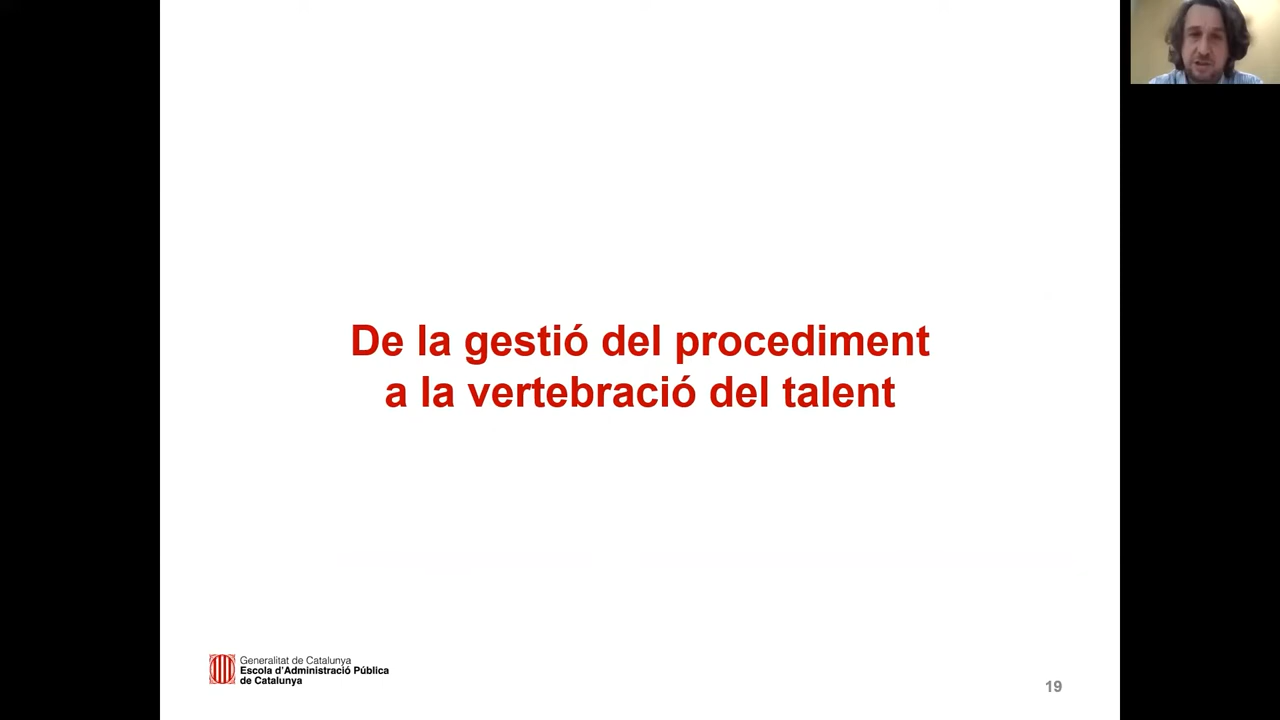 De la gestió del procediment
a la vertebració del talent
Generalitat de Catalunya
Escola d'Administració Pública
de Catalunya
19